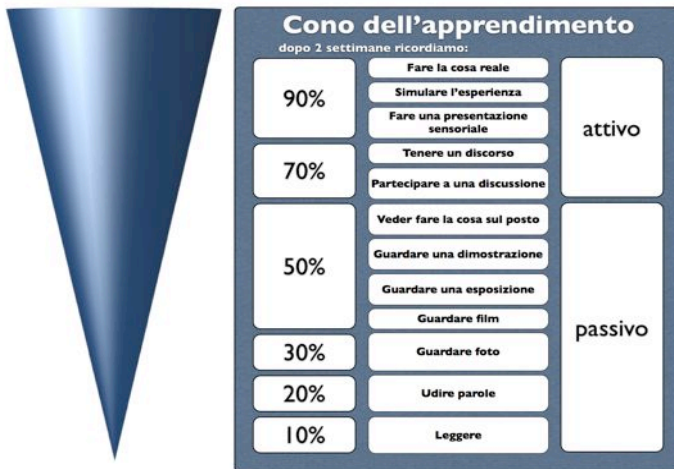 Cono dell'apprendimento
dopo 2 settimane ricordiamo:
90%
Fare la cosa reale
Simulare l'esperienza
Fare una presentazione
sensoriale
attivo
70%
Tenere un discorso
Partecipare a una discussione
50%
Veder fare la cosa sul posto
Guardare una dimostrazione
Guardare una esposizione
Guardare film
passivo
30%
Guardare foto
20%
Udire parole
10%
Leggere